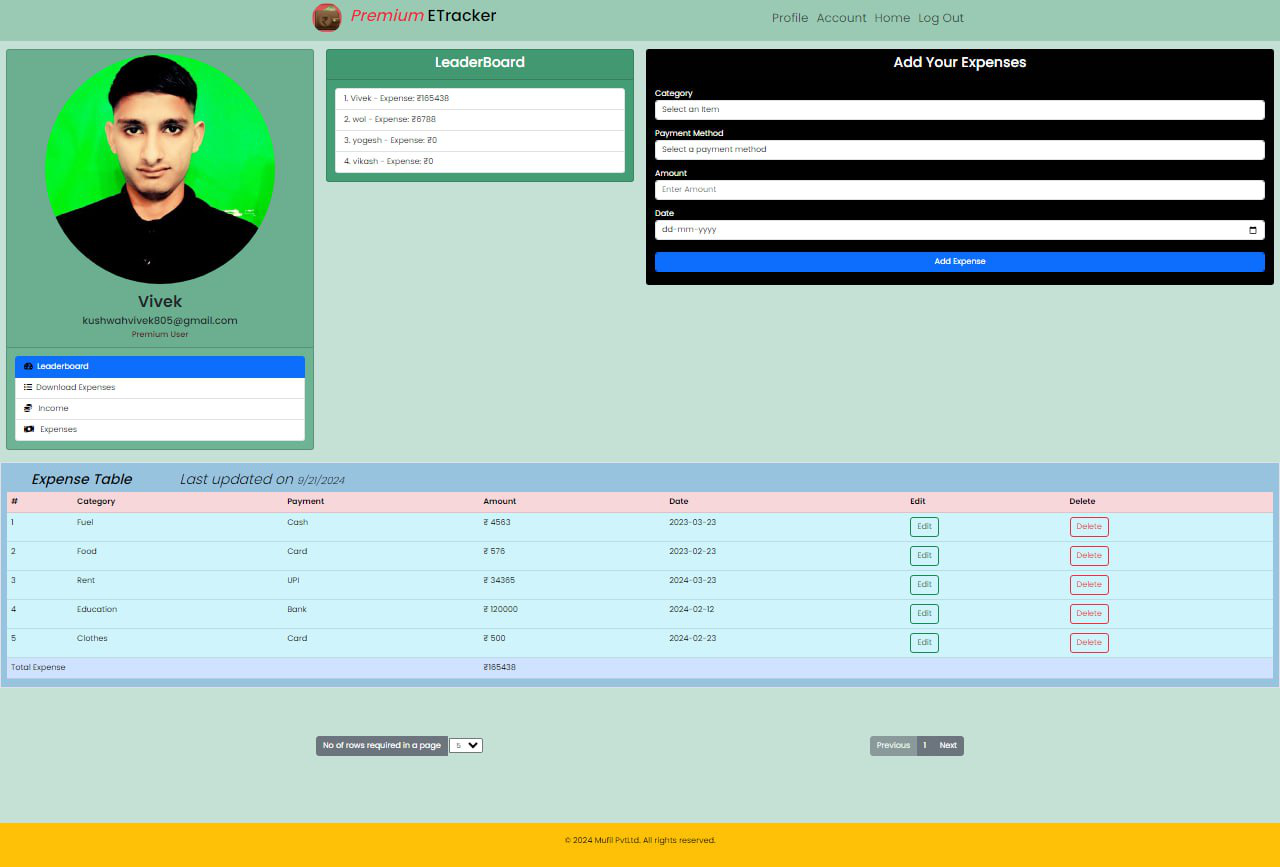 Premium ETracker
Profile Account Home Log Out
Vivek
kushwahvivek805@gmail.com
Premium User
Leaderboard
Download Expenses
Income
Expenses
LeaderBoard
1. Vivek - Expense: ₹165438
2. wol - Expense: ₹6788
3. yogesh - Expense: ₹0
4. vikash - Expense: ₹0
Add Your Expenses
Category
Select an Item
Payment Method
Select a payment method
Amount
Enter Amount
Date
dd-mm-yyyy
Add Expense
Expense Table Last updated on 9/21/2024
# Category Payment Amount Date Edit Delete
1 Fuel Cash ₹ 4563 2023-03-23 Edit Delete
2 Food Card ₹ 576 2023-02-23 Edit Delete
3 Rent UPI ₹ 34365 2024-03-23 Edit Delete
4 Education Bank ₹ 120000 2024-02-12 Edit Delete
5 Clothes Card ₹ 500 2024-02-23 Edit Delete
Total Expense ₹165438
No of rows required in a page 5 Previous 1 Next
© 2024 Mufil PvtLtd. All rights reserved.